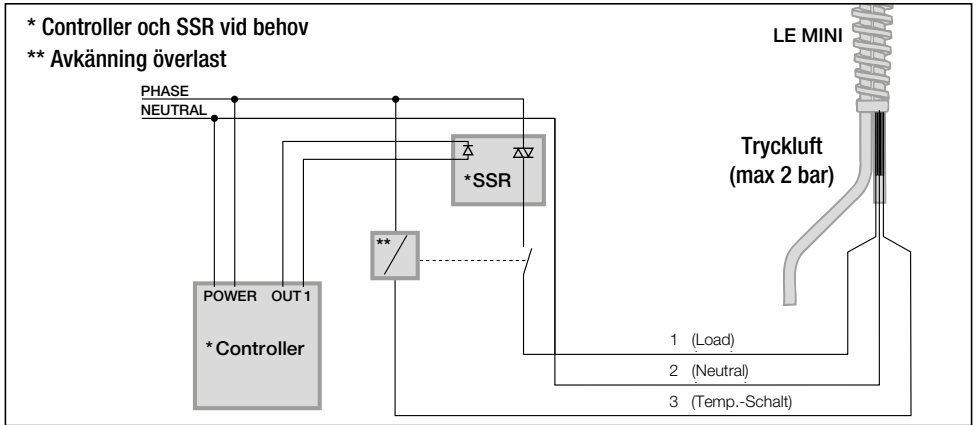 * Controller och SSR vid behov
** Avkänning överlast
LE MINI
PHASE
NEUTRAL
Tryckluft
(max 2 bar)
*SSR
**
POWER OUT 1
*Controller
1 (Load)
2 (Neutral)
3 (Temp.-Schalt)